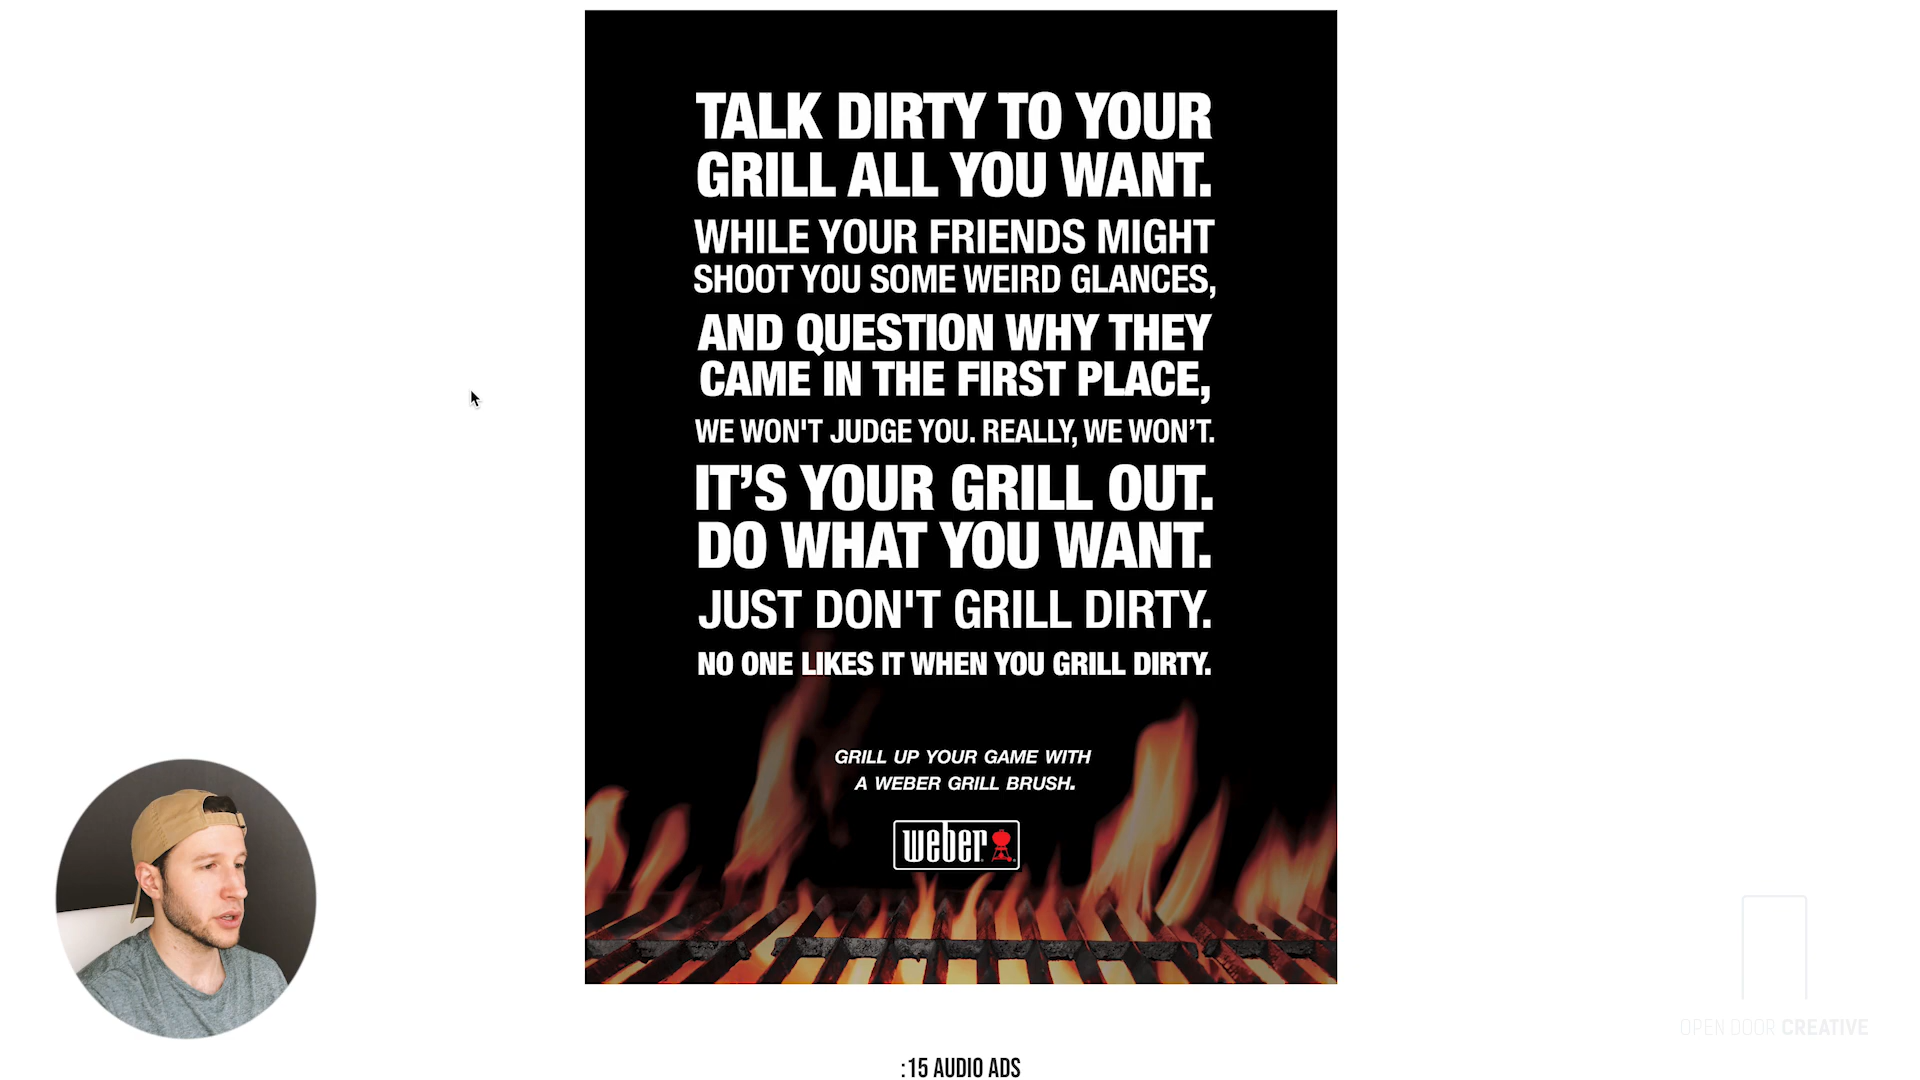 TALK DIRTY TO YOUR
GRILL ALL YOU WANT.
WHILE YOUR FRIENDS MIGHT
SHOOT YOU SOME WEIRD GLANCES,
AND QUESTION WHY THEY
CAME IN THE FIRST PLACE,
WE WON'T JUDGE YOU. REALLY, WE WON’T.
IT’S YOUR GRILL OUT.
DO WHAT YOU WANT.
JUST DON'T GRILL DIRTY.
NO ONE LIKES IT WHEN YOU GRILL DIRTY.
GRILL UP YOUR GAME WITH
A WEBER GRILL BRUSH.
weber
OPEN DOOR CREATIVE
:15 AUDIO ADS